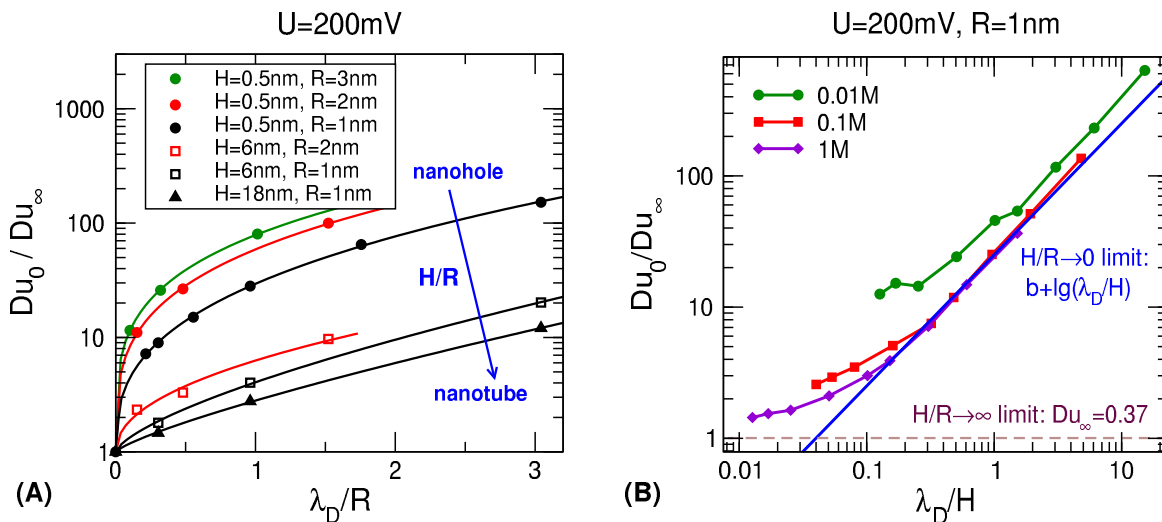 U=200mV
1000
100
10
1
Du0 / Du∞
H=0.5nm, R=3nm
H=0.5nm, R=2nm
H=0.5nm, R=1nm
H=6nm, R=2nm
H=6nm, R=1nm
H=18nm, R=1nm
nanohole
H/R
nanotube
0 1 2 3
λD/R
(A)
U=200mV, R=1nm
100
10
1
Du0/Du∞
0.01M
0.1M
1M
H/R→0 limit:
b+lg(λD/H)
H/R→∞ limit: Du∞=0.37
0.01 0.1 1 10
λD/H
(B)